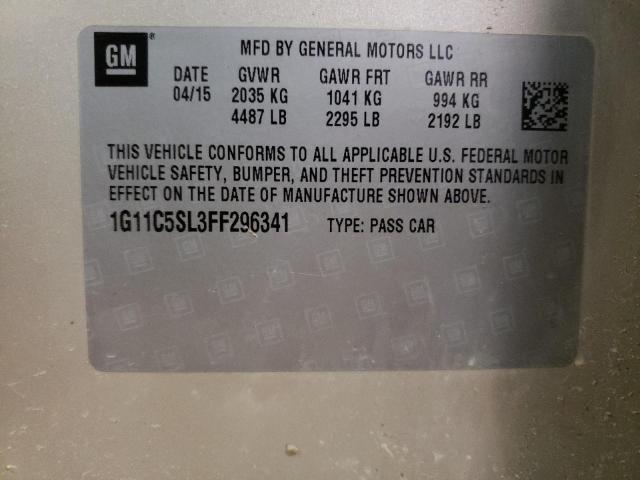 GM
MFD BY GENERAL MOTORS LLC
DATE GVWR GAWR FRT GAWR RR
04/15 2035 KG 1041 KG 994 KG
4487 LB 2295 LB 2192 LB
THIS VEHICLE CONFORMS TO ALL APPLICABLE U.S. FEDERAL MOTOR
VEHICLE SAFETY, BUMPER, AND THEFT PREVENTION STANDARDS IN
EFFECT ON THE DATE OF MANUFACTURE SHOWN ABOVE.
1G11C5SL3FF296341 TYPE: PASS CAR